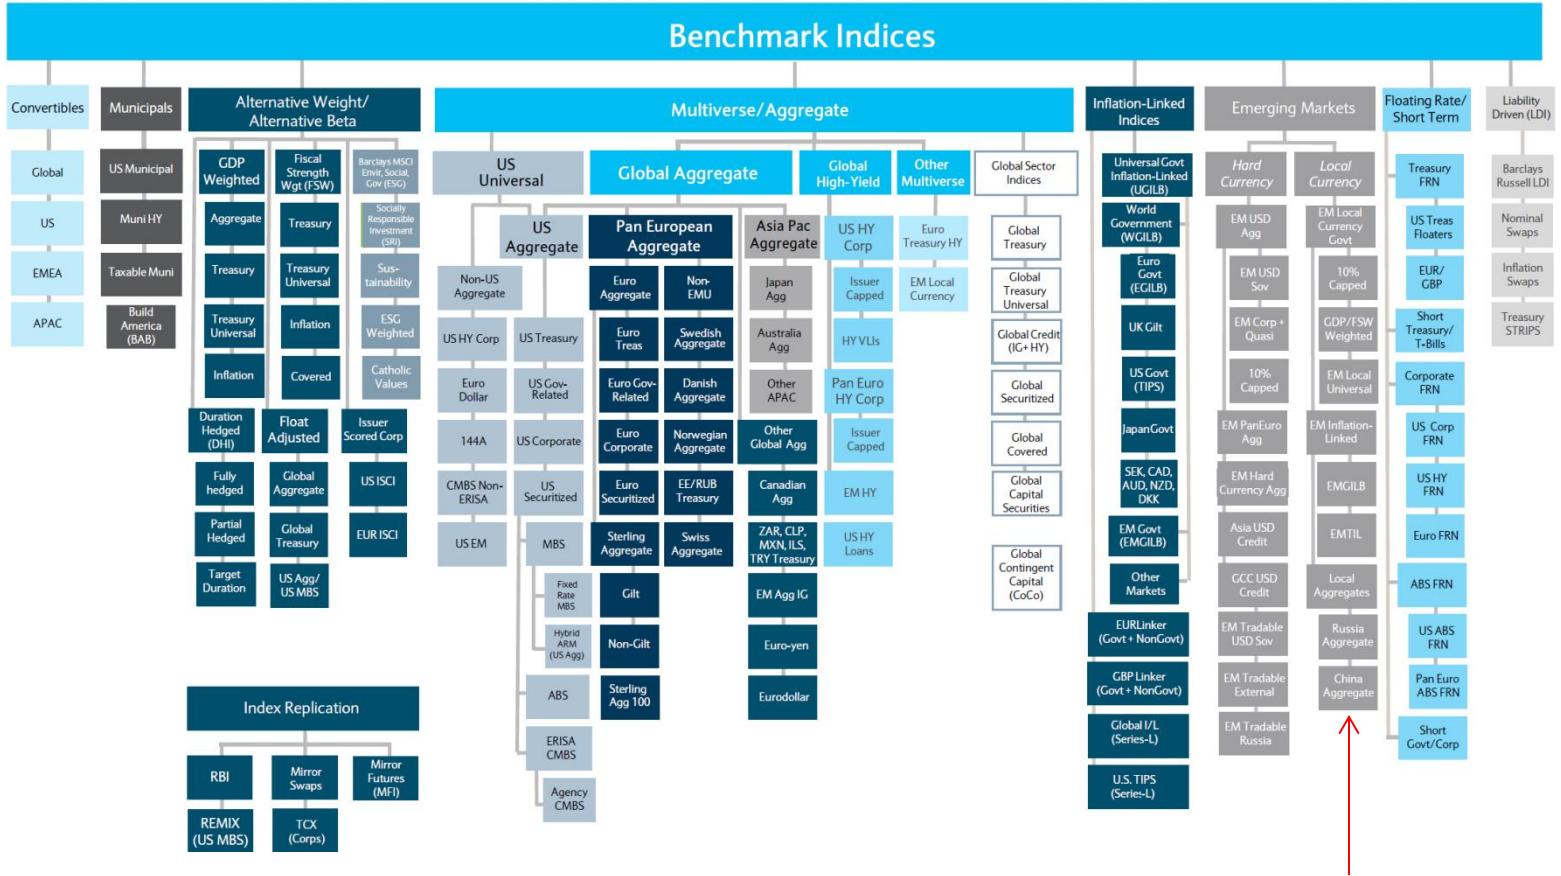 Benchmark Indices
Convertibles
Global
US
EMEA
APAC
Municipals
US Municipal
Muni HY
Taxable Muni
Build
America
(BAB)
Alternative Weight/
Alternative Beta
GDP
Weighted
Aggregate
Treasury
Treasury
Universal
Inflation
Duration
Hedged
(DHI)
Fully
hedged
Partial
Hedged
Target
Duration
Fiscal
Strength
Wgt (FSW)
Treasury
Treasury
Universal
Inflation
Covered
Float
Adjusted
Global
Aggregate
Global
Treasury
US Agg/
US MBS
Barclays MSCI
Envir, Social,
Gov (ESG)
Socially
Responsible
Investment
(SRI)
Sus-
tainability
ESG
Weighted
Catholic
Values
Issuer
Scored Corp
US ISCI
EUR ISCI
Index Replication
RBI
REMIX
(US MBS)
Mirror
Swaps
TCX
(Corps)
Mirror
Futures
(MFI)
Multiverse/Aggregate
US
Universal
Non-US
Aggregate
US HY Corp
Euro
Dollar
144A
CMBS Non-
ERISA
US EM
Global Aggregate
US
Aggregate
US Treasury
US Gov-
Related
US Corporate
US
Securitized
MBS
Fixed
Rate
MBS
Hybrid
ARM
(US Agg)
ABS
ERISA
CMBS
Agency
CMBS
Pan European
Aggregate
Euro
Aggregate
Euro
Treas
Euro Gov-
Related
Euro
Corporate
Euro
Securitized
Sterling
Aggregate
Gilt
Non-Gilt
Sterling
Agg 100
Non-
EMU
Swedish
Aggregate
Danish
Aggregate
Norwegian
Aggregate
EE/RUB
Treasury
Swiss
Aggregate
Asia Pac
Aggregate
Japan
Agg
Australia
Agg
Other
APAC
Other
Global Agg
Canadian
Agg
ZAR, CLP,
MXN, ILS,
TRY Treasury
EM Agg IG
Euro-yen
Eurodollar
Global
High-Yield
US HY
Corp
Issuer
Capped
HY VLIs
Pan Euro
HY Corp
Issuer
Capped
EM HY
US HY
Loans
Other
Multiverse
Euro
Treasury HY
EM Local
Currency
Global Sector
Indices
Global
Treasury
Global
Treasury
Universal
Global Credit
(IG+ HY)
Global
Securitized
Global
Covered
Global
Capital
Securities
Global
Contingent
Capital
(CoCo)
Inflation-Linked
Indices
Universal Govt
Inflation-Linked
(UGILB)
World
Government
(WGILB)
Euro
Govt
(EGILB)
UK Gilt
US Govt
(TIPS)
Japan Govt
SEK, CAD,
AUD, NZD,
DKK
EM Govt
(EMGILB)
Other
Markets
EURLinker
(Govt + NonGovt)
GBP Linker
(Govt + NonGovt)
Global I/L
(Series-L)
U.S. TIPS
(Series-L)
Emerging Markets
Hard
Currency
EM USD
Agg
EM USD
Sov
EM Corp +
Quasi
10%
Capped
EM PanEuro
Agg
EM Hard
Currency Agg
Asia USD
Credit
GCC USD
Credit
EM Tradable
USD Sov
EM Tradable
External
EM Tradable
Russia
Local
Currency
EM Local
Currency
Govt
10%
Capped
GDP/FSW
Weighted
EM Local
Universal
EM Inflation-
Linked
EMGILB
EMTIL
Local
Aggregates
Russia
Aggregate
China
Aggregate
Floating Rate/
Short Term
Treasury
FRN
US Treas
Floaters
EUR/
GBP
Short
Treasury/
T-Bills
Corporate
FRN
US Corp
FRN
US HY
FRN
Euro FRN
ABS FRN
US ABS
FRN
Pan Euro
ABS FRN
Short
Govt/Corp
Liability
Driven (LDI)
Barclays
Russell LDI
Nominal
Swaps
Inflation
Swaps
Treasury
STRIPS